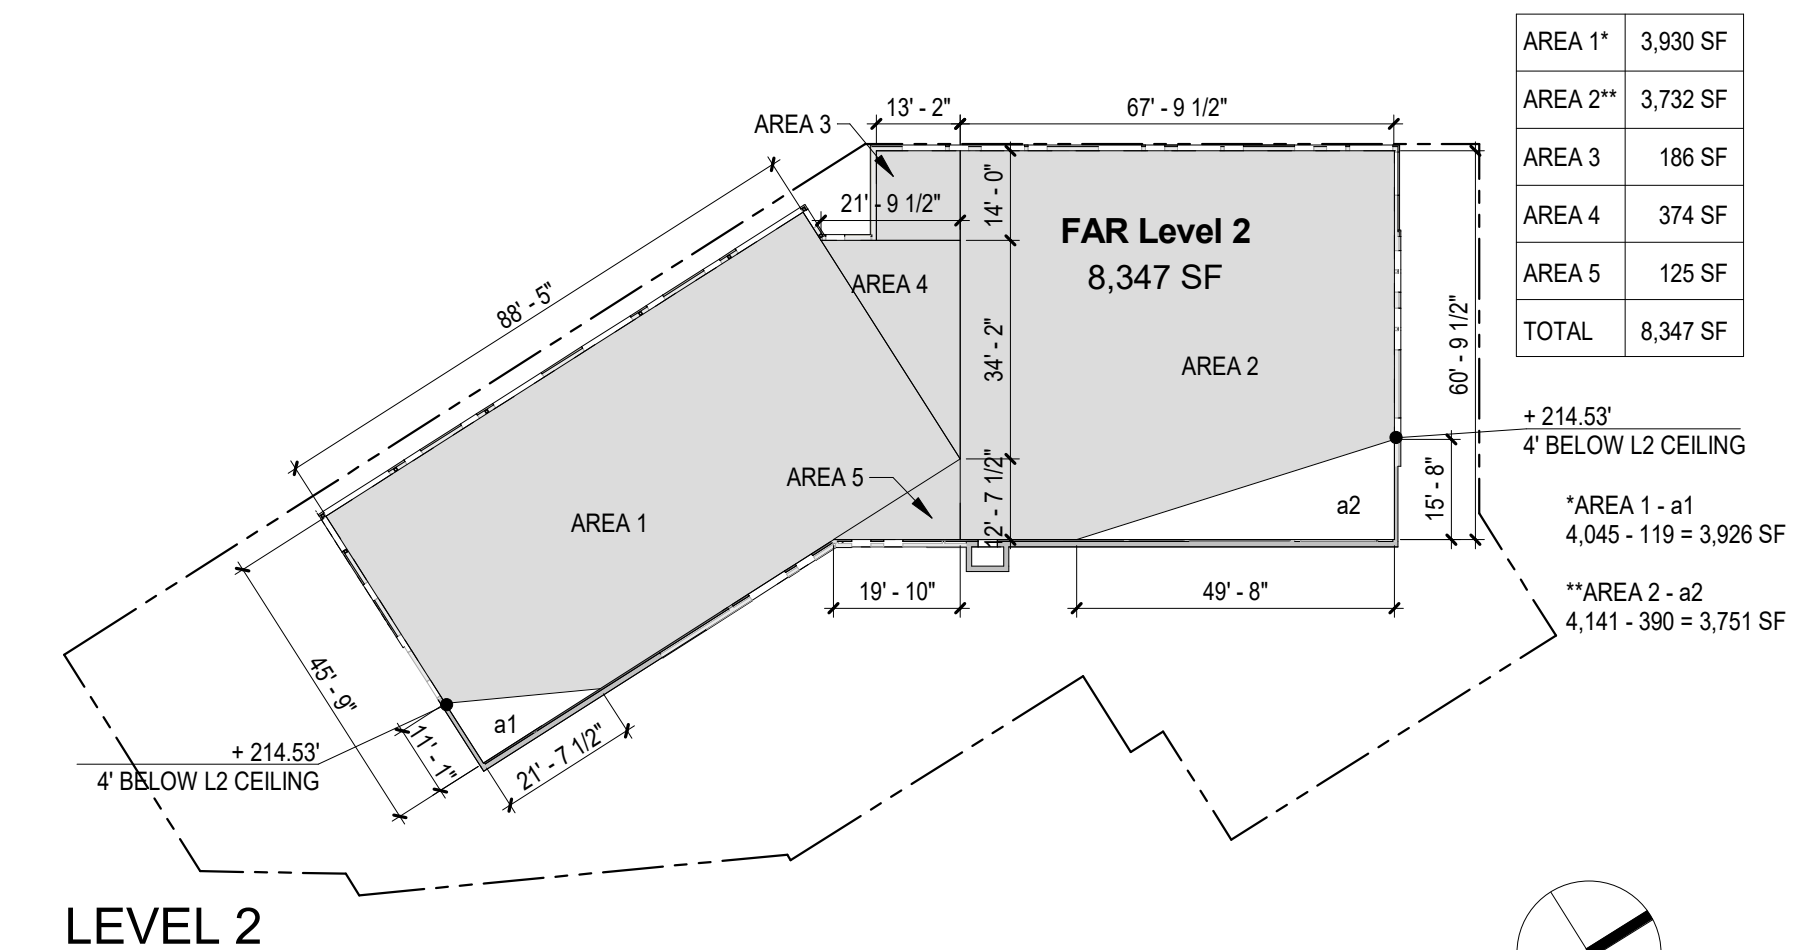 AREA 1* 3,930 SF
AREA 2** 3,732 SF
AREA 3 186 SF
AREA 4 374 SF
AREA 5 125 SF
TOTAL 8,347 SF
13' - 2"
67' - 9 1/2"
AREA 3
21' - 9 1/2"
14' - 0"
FAR Level 2
8,347 SF
AREA 4
88' - 5"
34' - 2"
AREA 2
60' - 9 1/2"
+ 214.53'
4' BELOW L2 CEILING
AREA 5
12' - 7 1/2"
15' - 8"
a2
AREA 1
*AREA 1 - a1
4,045 - 119 = 3,926 SF
**AREA 2 - a2
4,141 - 390 = 3,751 SF
19' - 10"
49' - 8"
45' - 9"
a1
11' - 1"
21' - 7 1/2"
+ 214.53'
4' BELOW L2 CEILING
LEVEL 2